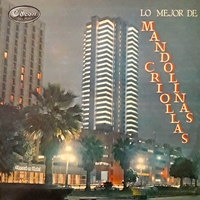 Odeon
LO MEJOR DE
MANDOLINAS
CRIOLLAS